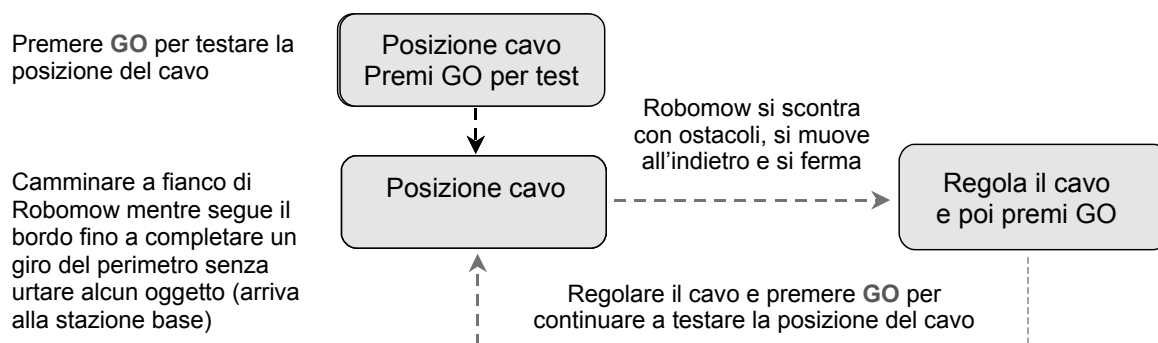 Premere GO per testare la
posizione del cavo
Posizione cavo
Premi GO per test
Robomow si scontra
con ostacoli, si muove
all'indietro e si ferma
Camminare a fianco di
Robomow mentre segue il
bordo fino a completare un
giro del perimetro senza
urtare alcun oggetto (arriva
alla stazione base)
Posizione cavo
Regola il cavo
e poi premi GO
Regolare il cavo e premere GO per
continuare a testare la posizione del cavo